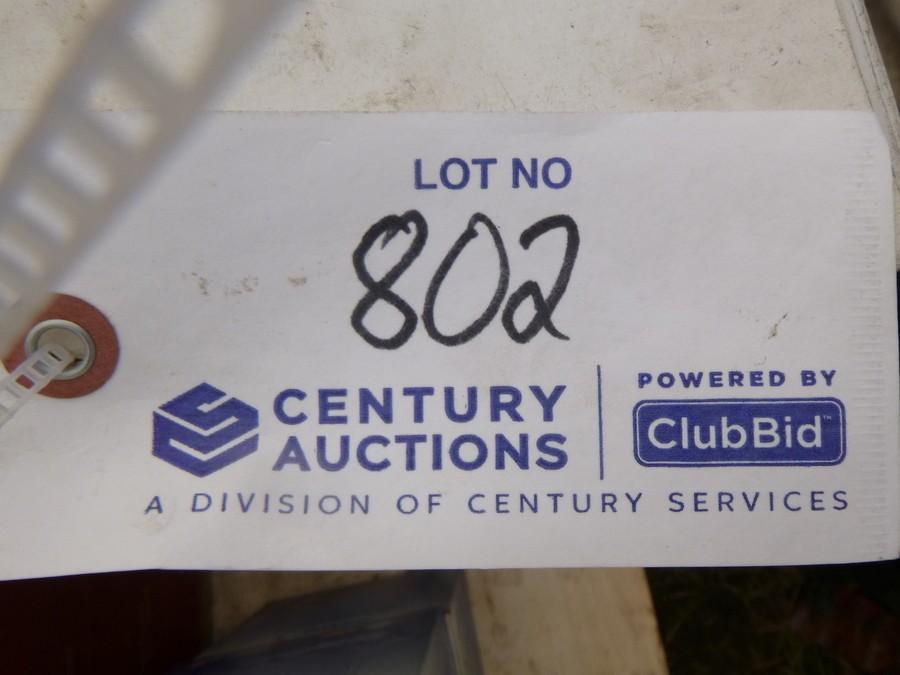 LOT NO
802
CENTURY
AUCTIONS
POWERED BY
ClubBid™
A DIVISION OF CENTURY SERVICES